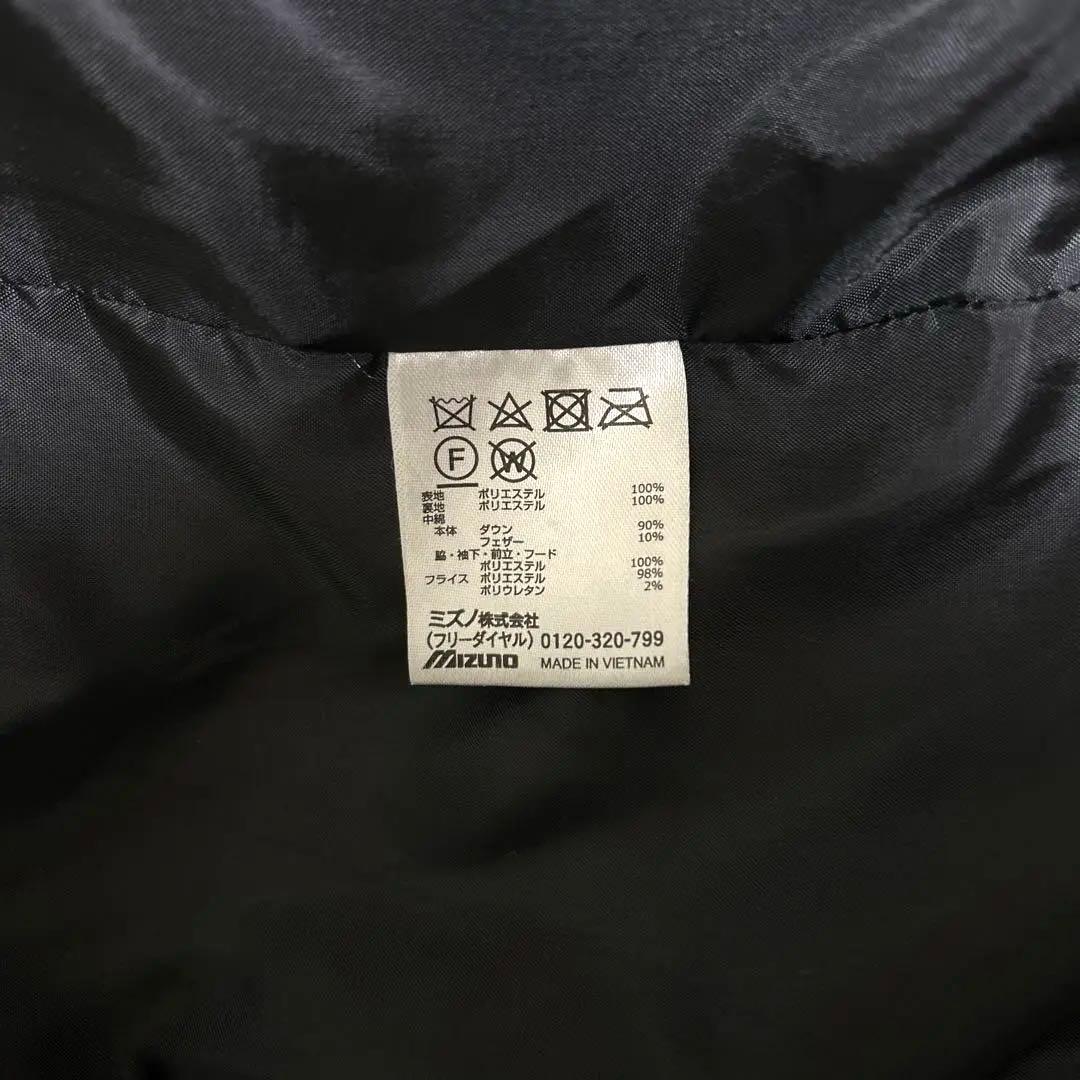 F W
表地 ポリエステル 100%
裏地 ポリエステル 100%
中綿
本体 ダウン 90%
フェザー 10%
脇・袖下・前立・フード
ポリエステル 100%
フライス ポリエステル 98%
ポリウレタン 2%
ミズノ株式会社
(フリーダイヤル) 0120-320-799
MIZUNO MADE IN VIETNAM